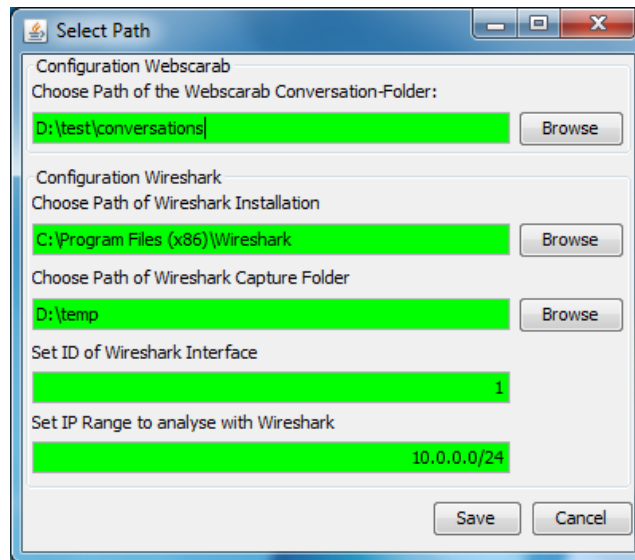 Select Path
Configuration Webscarab
Choose Path of the Webscarab Conversation-Folder:
D:\test\conversations Browse
Configuration Wireshark
Choose Path of Wireshark Installation
C:\Program Files (x86)\Wireshark Browse
Choose Path of Wireshark Capture Folder
D:\temp Browse
Set ID of Wireshark Interface
1
Set IP Range to analyse with Wireshark
10.0.0.0/24
Save Cancel